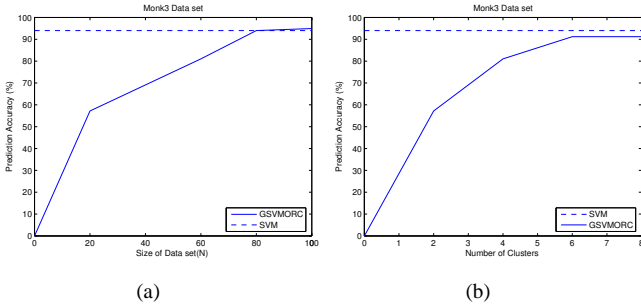 Monk3 Data set
100
90
80
70
60
50
40
30
20
10
0
Prediction Accuracy (%)
GSVMORC
SVM
0 20 40 60 80 100 0
Size of Data set(N)
(a)
Monk3 Data set
100
90
80
70
60
50
40
30
20
10
0
Prediction Accuracy (%)
SVM
GSVMORC
0 1 2 3 4 5 6 7 8
Number of Clusters
(b)